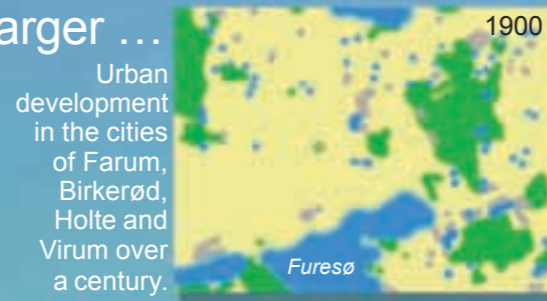 arger …
Urban
development
in the cities
of Farum,
Birkerød,
Holte and
Virum over
a century.
1900
Furesø